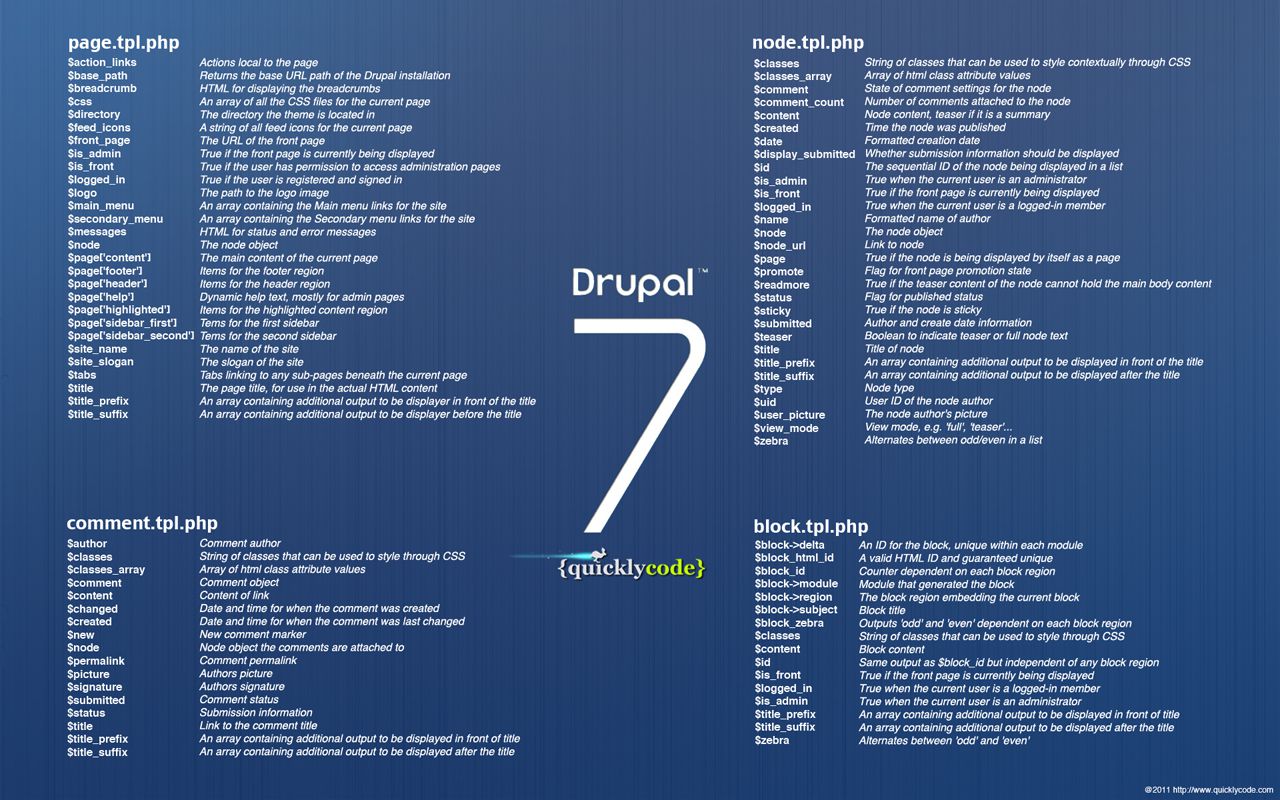 page.tpl.php
$action_links Actions local to the page
$base_path Returns the base URL path of the Drupal installation
$breadcrumb HTML for displaying the breadcrumbs
$css An array of all the CSS files for the current page
$directory The directory the theme is located in
$feed_icons A string of all feed icons for the current page
$front_page The URL of the front page
$is_admin True if the front page is currently being displayed
$is_front True if the user has permission to access administration pages
$logged_in True if the user is registered and signed in
$logo The path to the logo image
$main_menu An array containing the Main menu links for the site
$secondary_menu An array containing the Secondary menu links for the site
$messages HTML for status and error messages
$node The node object
$page['content'] The main content of the current page
$page['footer'] Items for the footer region
$page['header'] Items for the header region
$page['help'] Dynamic help text, mostly for admin pages
$page['highlighted'] Items for the highlighted content region
$page['sidebar_first'] Tems for the first sidebar
$page['sidebar_second'] Tems for the second sidebar
$site_name The name of the site
$site_slogan The slogan of the site
$tabs Tabs linking to any sub-pages beneath the current page
$title The page title, for use in the actual HTML content
$title_prefix An array containing additional output to be displayer in front of the title
$title_suffix An array containing additional output to be displayer before the title
node.tpl.php
$classes String of classes that can be used to style contextually through CSS
$classes_array Array of html class attribute values
$comment State of comment settings for the node
$comment_count Number of comments attached to the node
$content Node content, teaser if it is a summary
$created Time the node was published
$date Formatted creation date
$display_submitted Whether submission information should be displayed
$id The sequential ID of the node being displayed in a list
$is_admin True when the current user is an administrator
$is_front True if the front page is currently being displayed
$logged_in True when the current user is a logged-in member
$name Formatted name of author
$node The node object
$node_url Link to node
$page True if the node is being displayed by itself as a page
$promote Flag for front page promotion state
$readmore True if the teaser content of the node cannot hold the main body content
$status Flag for published status
$sticky True if the node is sticky
$submitted Author and create date information
$teaser Boolean to indicate teaser or full node text
$title Title of node
$title_prefix An array containing additional output to be displayed in front of the title
$title_suffix An array containing additional output to be displayed after the title
$type Node type
$uid User ID of the node author
$user_picture The node author's picture
$view_mode View mode, e.g. 'full', 'teaser'...
$zebra Alternates between odd/even in a list
Drupal™
7
{quicklycode}
comment.tpl.php
$author Comment author
$classes String of classes that can be used to style through CSS
$classes_array Array of html class attribute values
$comment Comment object
$content Content of link
$changed Date and time for when the comment was created
$created Date and time for when the comment was last changed
$new New comment marker
$node Node object the comments are attached to
$permalink Comment permalink
$picture Authors picture
$signature Authors signature
$submitted Comment status
$status Submission information
$title Link to the comment title
$title_prefix An array containing additional output to be displayed in front of title
$title_suffix An array containing additional output to be displayed after the title
block.tpl.php
$block->delta An ID for the block, unique within each module
$block_html_id A valid HTML ID and guaranteed unique
$block_id Counter dependent on each block region
$block->module Module that generated the block
$block->region The block region embedding the current block
$block->subject Block title
$block_zebra Outputs 'odd' and 'even' dependent on each block region
$classes String of classes that can be used to style through CSS
$content Block content
$id Same output as $block_id but independent of any block region
$is_front True if the front page is currently being displayed
$logged_in True when the current user is a logged-in member
$is_admin True when the current user is an administrator
$title_prefix An array containing additional output to be displayed in front of title
$title_suffix An array containing additional output to be displayed after the title
$zebra Alternates between 'odd' and 'even'
@2011 http://www.quicklycode.com